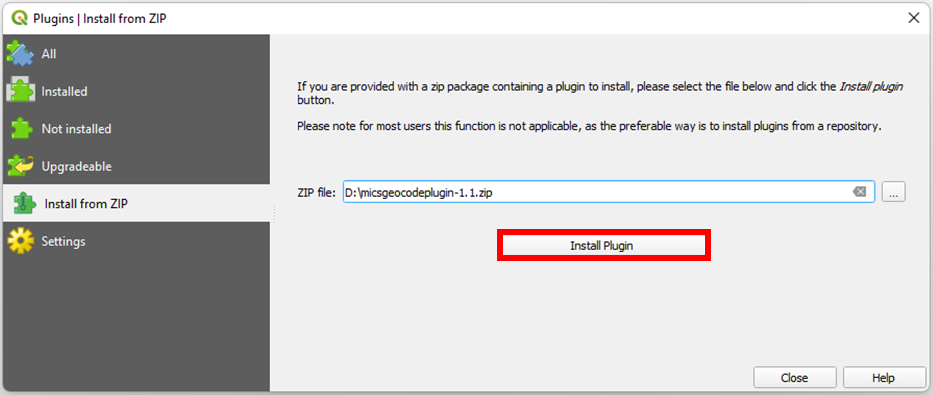 Plugins | Install from ZIP
All
Installed
Not installed
Upgradeable
Install from ZIP
Settings
If you are provided with a zip package containing a plugin to install, please select the file below and click the Install plugin
button.
Please note for most users this function is not applicable, as the preferable way is to install plugins from a repository.
ZIP file: D:\micsgeocodeplugin-1.1.zip ...
Install Plugin
Close Help